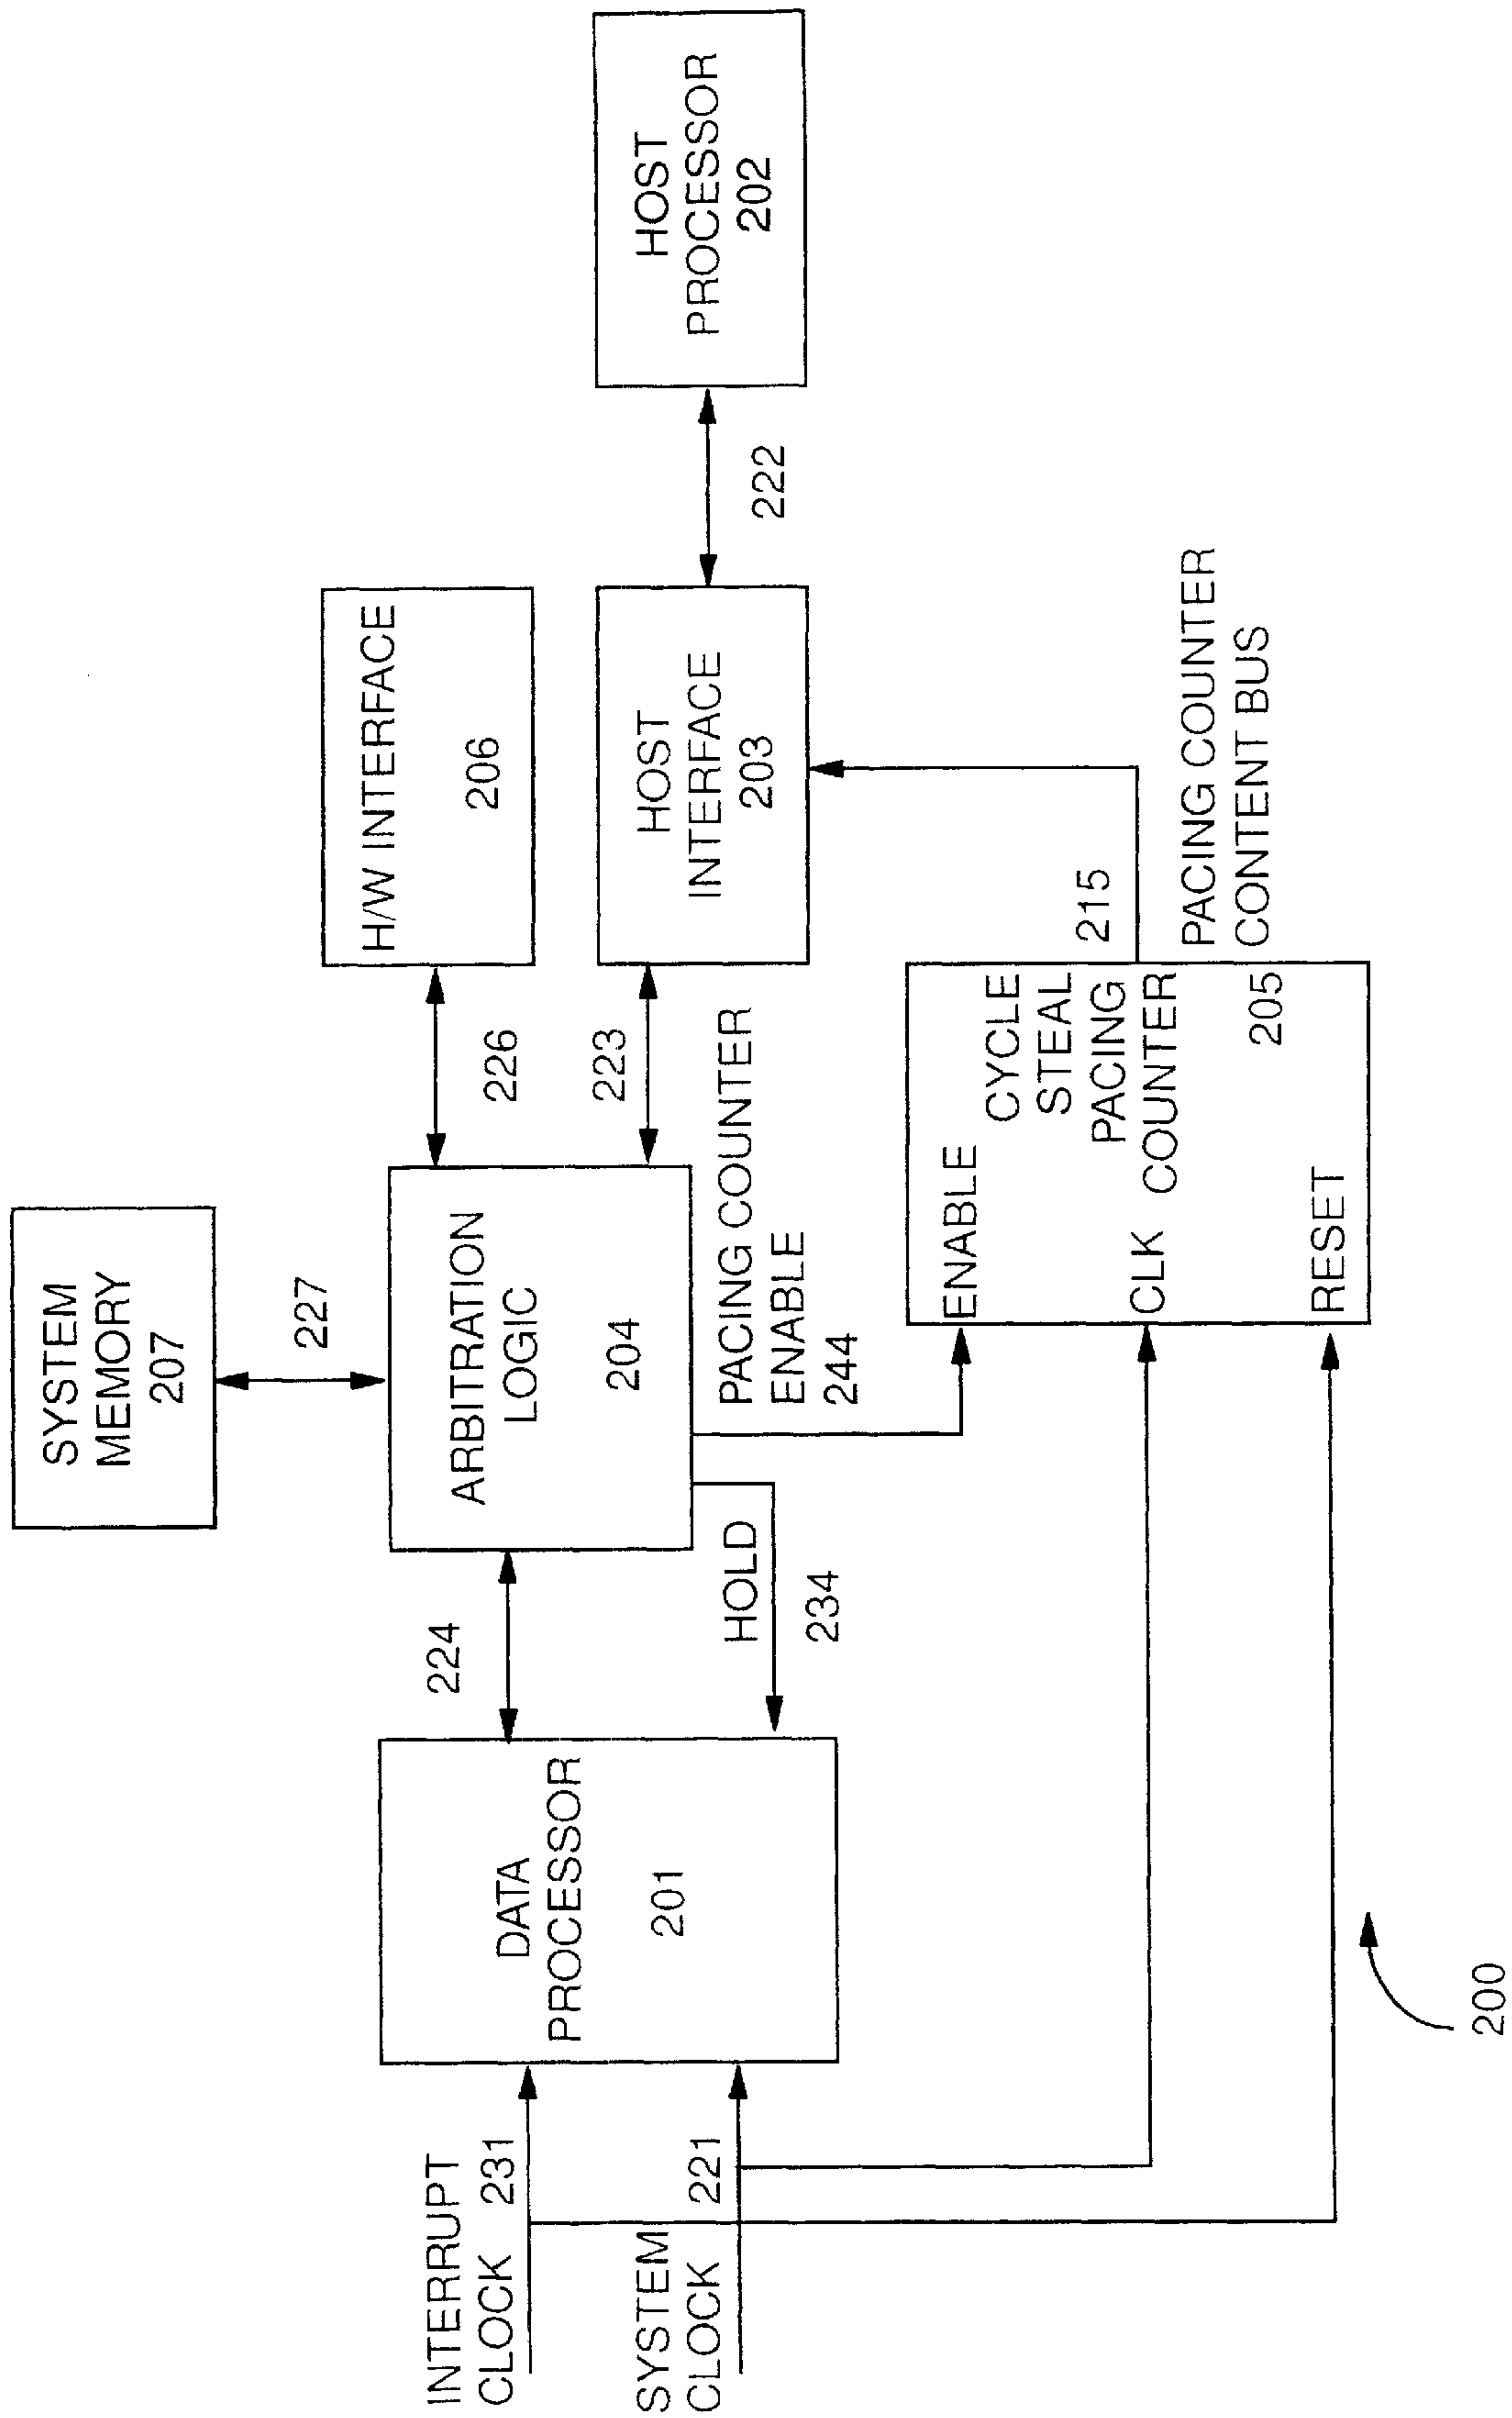 SYSTEM
MEMORY
207
227
H/W INTERFACE
206
226
ARBITRATION
LOGIC
204
224
DATA
PROCESSOR
201
INTERRUPT
CLOCK 231
SYSTEM
CLOCK 221
HOLD
234
PACING COUNTER
ENABLE
244
223
HOST
INTERFACE
203
222
HOST
PROCESSOR
202
ENABLE
CLK
RESET
CYCLE
STEAL
PACING
COUNTER
205
215
PACING COUNTER
CONTENT BUS
200